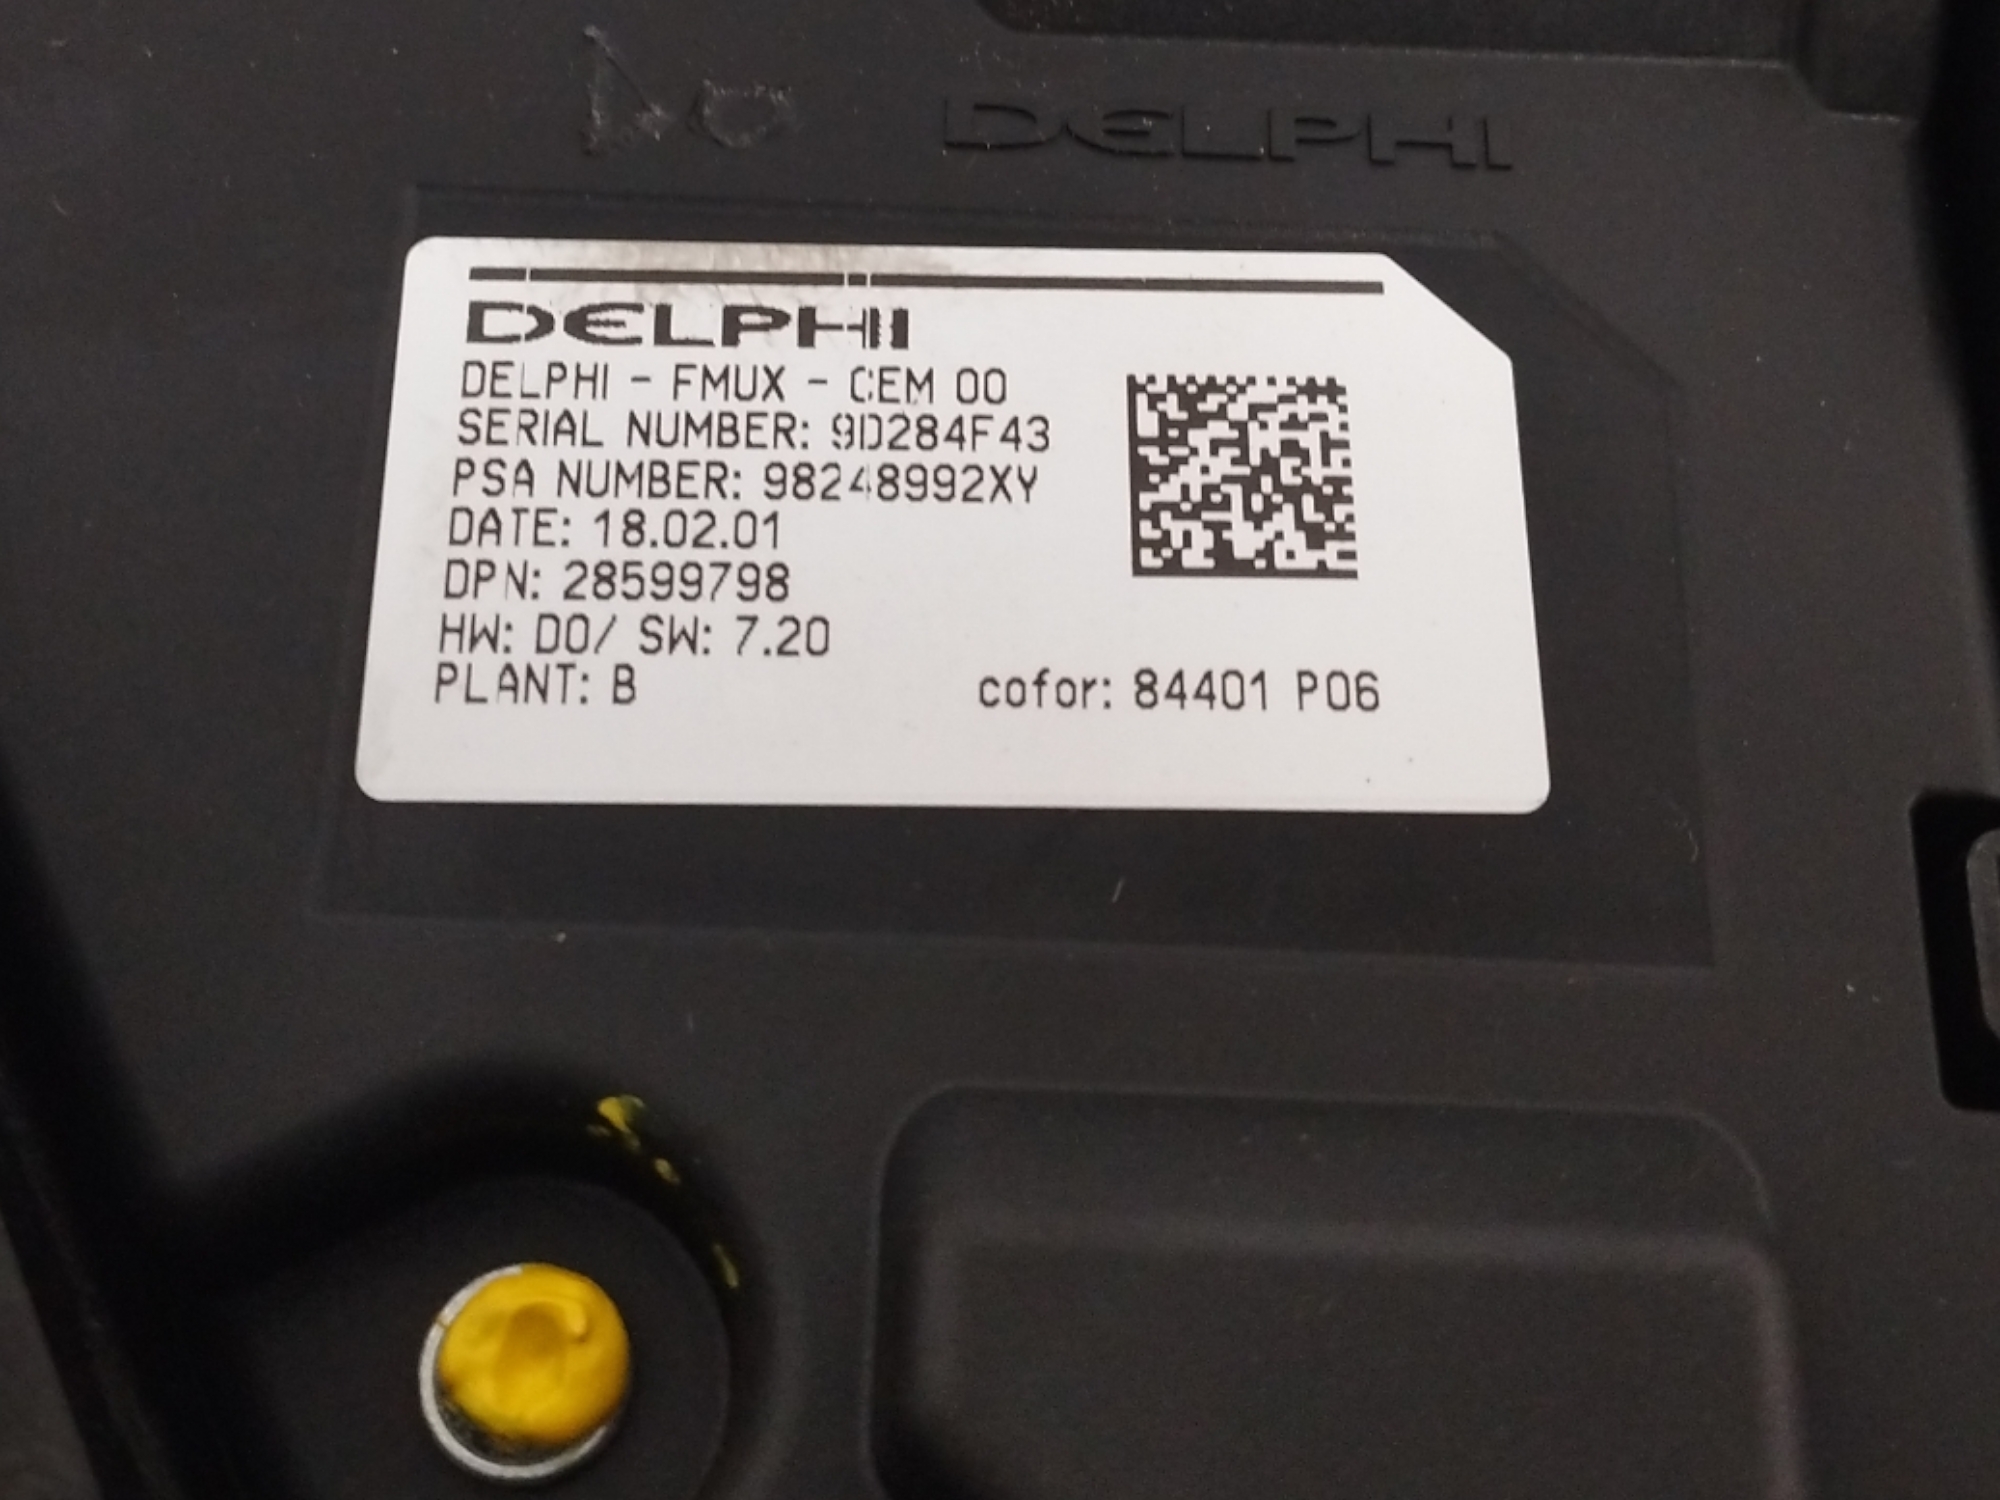 DELPHI
DELPHI
DELPHI - FMUX - CEM 00
SERIAL NUMBER: 9D284F43
PSA NUMBER: 98248992XY
DATE: 18.02.01
DPN: 28599798
HW: D0/ SW: 7.20
PLANT: B
cofor: 84401 P06